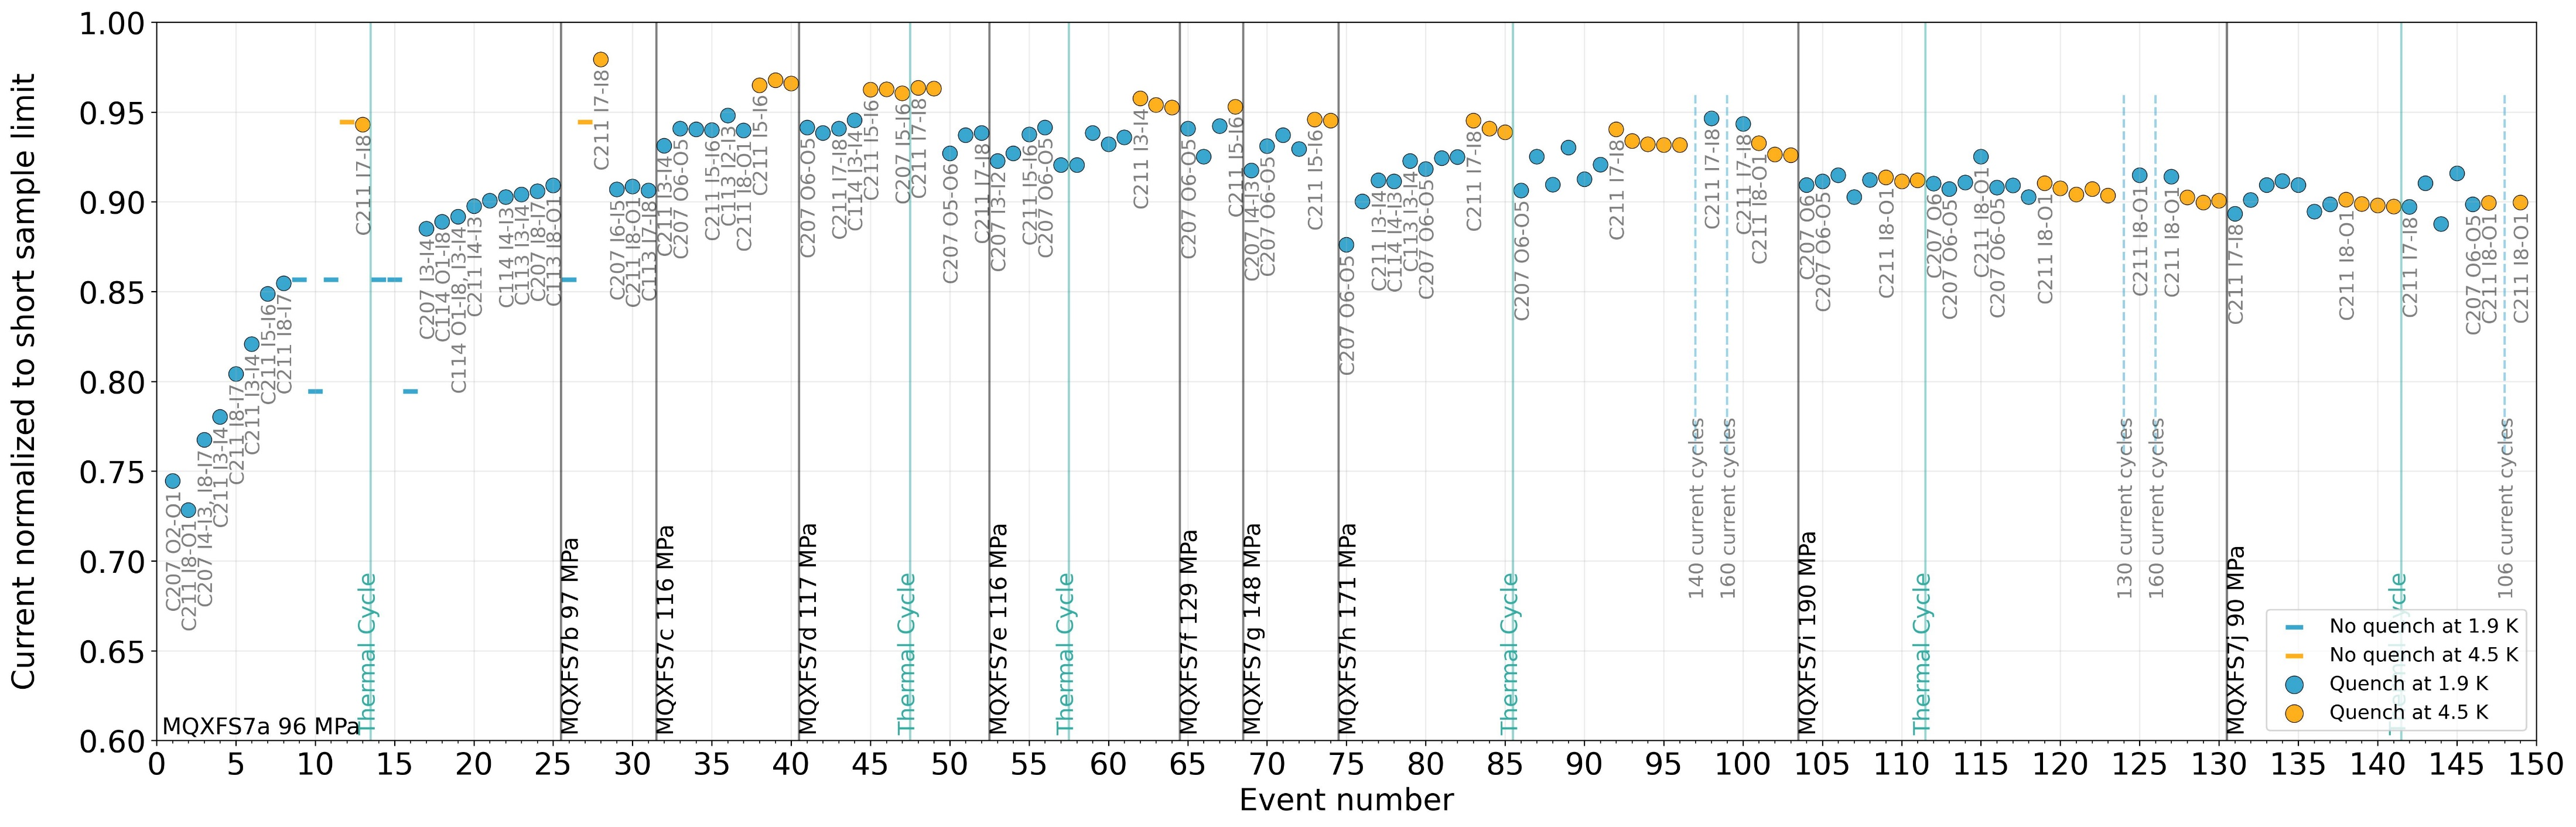 Current normalized to short sample limit
1.00
0.95
0.90
0.85
0.80
0.75
0.70
0.65
0.60
C207 O2-O1
C211 I8-O1
C207 I4-I3, I8-I7
C211 I3-I4
C211 I8-I7
C211 I3-I4
C211 I5-I6
C211 I8-I7
C211 I7-I8
C207 I3-I4
C114 O1-I8
C114 O1-I8, I3-I4
C211 I4-I3
C114 I4-I3
C113 I3-I4
C207 I8-I7
C113 I8-O1
C211 I7-I8
C207 I6-I5
C211 I8-O1
C113 I7-I8
C211 I3-I4
C207 O6-O5
C211 I5-I6
C113 I2-I3
C211 I8-O1
C211 I5-I6
C207 O6-O5
C211 I7-I8
C114 I3-I4
C211 I5-I6
C207 I5-I6
C211 I7-I8
C207 O5-O6
C211 I7-I8
C207 I3-I2
C211 I5-I6
C207 O6-O5
C211 I3-I4
C207 O6-O5
C211 I5-I6
C207 I4-I3
C207 O6-O5
C211 I5-I6
C207 O6-O5
C211 I3-I4
C114 I4-I3
C113 I3-I4
C207 O6-O5
C211 I7-I8
C207 O6-O5
C211 I7-I8
C211 I7-I8
C211 I7-I8
C211 I8-O1
C207 O6
C207 O6-O5
C211 I8-O1
C207 O6
C207 O6-O5
C211 I8-O1
C207 O6-O5
C211 I8-O1
C211 I8-O1
C211 I8-O1
C211 I7-I8
C211 I8-O1
C211 I7-I8
C207 O6-O5
C211 I8-O1
C211 I8-O1
140 current cycles
160 current cycles
130 current cycles
160 current cycles
106 current cycles
MQXFS7a 96 MPa
Thermal Cycle
MQXFS7b 97 MPa
MQXFS7c 116 MPa
MQXFS7d 117 MPa
Thermal Cycle
MQXFS7e 116 MPa
Thermal Cycle
MQXFS7f 129 MPa
MQXFS7g 148 MPa
MQXFS7h 171 MPa
Thermal Cycle
MQXFS7i 190 MPa
Thermal Cycle
MQXFS7j 90 MPa
Thermal Cycle
No quench at 1.9 K
No quench at 4.5 K
Quench at 1.9 K
Quench at 4.5 K
0 5 10 15 20 25 30 35 40 45 50 55 60 65 70 75 80 85 90 95 100 105 110 115 120 125 130 135 140 145 150
Event number